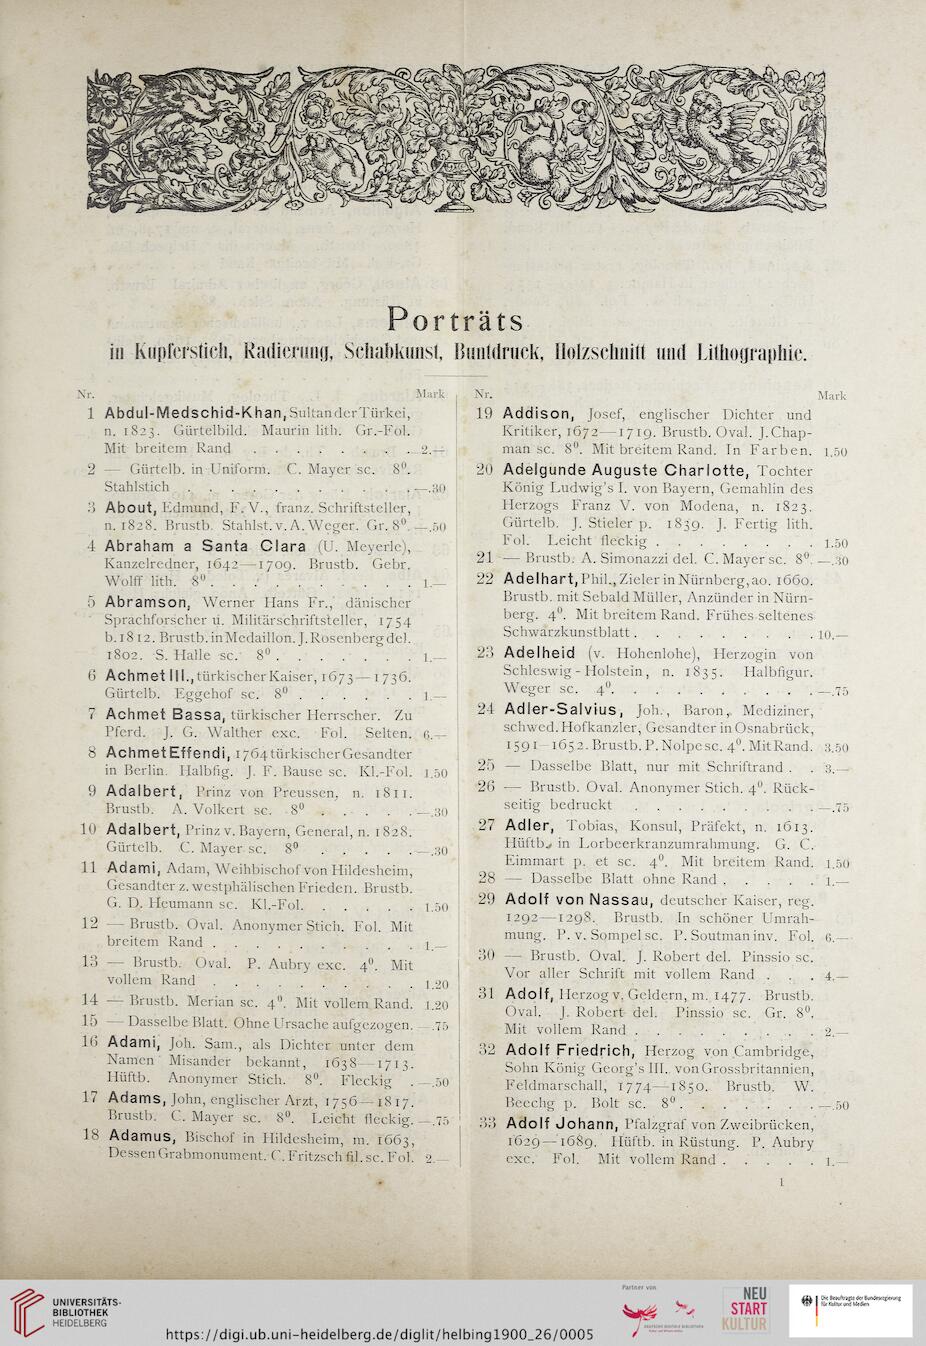 Porträts
in Kupferstich, Radierung, Schabkunst, Buntdruck, Holzschnitt und Lithographie.
Nr. Mark
1 Abdul-Medschid-Khan, Sultan der Türkei,
n. 1823. Gürtelbild. Maurin lith. Gr.-Fol.
Mit breitem Rand . . . . . . . . 2.—
2 — Gürtelb. in Uniform. C. Mayer sc. 8⁰.
Stahlstich . . . . . . . . . . . —.30
3 About, Edmund, F. V., franz. Schriftsteller,
n. 1828. Brustb. Stahlst. v. A. Weger. Gr. 8⁰. —.50
4 Abraham a Santa Clara (U. Meyerle),
Kanzelredner, 1642—1709. Brustb. Gebr.
Wolff lith. 8⁰ . . . . . . . . . . 1.—
5 Abramson, Werner Hans Fr., dänischer
Sprachforscher u. Militärschriftsteller, 1754
b. 1812. Brustb. in Medaillon. J. Rosenberg del.
1802. S. Halle sc. 8⁰ . . . . . . . 1.—
6 Achmet III., türkischer Kaiser, 1673—1736.
Gürtelb. Eggehof sc. 8⁰ . . . . . . 1.—
7 Achmet Bassa, türkischer Herrscher. Zu
Pferd. J. G. Walther exc. Fol. Selten. 6.—
8 Achmet Effendi, 1764 türkischer Gesandter
in Berlin. Halbfig. J. F. Bause sc. Kl.-Fol. 1.50
9 Adalbert, Prinz von Preussen, n. 1811.
Brustb. A. Volkert sc. 8⁰ . . . . . —.30
10 Adalbert, Prinz v. Bayern, General, n. 1828.
Gürtelb. C. Mayer sc. 8⁰ . . . . . —.30
11 Adami, Adam, Weihbischof von Hildesheim,
Gesandter z. westphälischen Frieden. Brustb.
G. D. Heumann sc. Kl.-Fol. . . . . . 1.50
12 — Brustb. Oval. Anonymer Stich. Fol. Mit
breitem Rand . . . . . . . . . . 1.—
13 — Brustb. Oval. P. Aubry exc. 4⁰. Mit
vollem Rand . . . . . . . . . . 1.20
14 — Brustb. Merian sc. 4⁰. Mit vollem Rand. 1.20
15 — Dasselbe Blatt. Ohne Ursache aufgezogen. —.75
16 Adami, Joh. Sam., als Dichter unter dem
Namen Misander bekannt, 1638—1713.
Hüftb. Anonymer Stich. 8⁰. Fleckig . —.50
17 Adams, John, englischer Arzt, 1756—1817.
Brustb. C. Mayer sc. 8⁰. Leicht fleckig. —.75
18 Adamus, Bischof in Hildesheim, m. 1663,
Dessen Grabmonument. C. Fritzsch fil. sc. Fol. 2.—
Nr. Mark
19 Addison, Josef, englischer Dichter und
Kritiker, 1672—1719. Brustb. Oval. J. Chap-
man sc. 8⁰. Mit breitem Rand. In Farben. 1.50
20 Adelgunde Auguste Charlotte, Tochter
König Ludwig's I. von Bayern, Gemahlin des
Herzogs Franz V. von Modena, n. 1823.
Gürtelb. J. Stieler p. 1839. J. Fertig lith.
Fol. Leicht fleckig . . . . . . . . 1.50
21 — Brustb. A. Simonazzi del. C. Mayer sc. 8⁰ —.30
22 Adelhart, Phil., Zieler in Nürnberg, ao. 1660.
Brustb. mit Sebald Müller, Anzünder in Nürn-
berg. 4⁰. Mit breitem Rand. Frühes seltenes
Schwarzkunstblatt . . . . . . . . . 10.—
23 Adelheid (v. Hohenlohe), Herzogin von
Schleswig-Holstein, n. 1835. Halbfigur.
Weger sc. 4⁰. . . . . . . . . . —.75
24 Adler-Salvius, Joh., Baron, Mediziner,
schwed. Hofkanzler, Gesandter in Osnabrück,
1591—1652. Brustb. P. Nolpe sc. 4⁰. Mit Rand. 3.50
25 — Dasselbe Blatt, nur mit Schriftrand . . 3.—
26 — Brustb. Oval. Anonymer Stich. 4⁰. Rück-
seitig bedruckt . . . . . . . . . —.75
27 Adler, Tobias, Konsul, Präfekt, n. 1613.
Hüftb. in Lorbeerkranzumrahmung. G. C.
Eimmart p. et sc. 4⁰. Mit breitem Rand. 1.50
28 — Dasselbe Blatt ohne Rand . . . . . 1.—
29 Adolf von Nassau, deutscher Kaiser, reg.
1292—1298. Brustb. In schöner Umrah-
mung. P. v. Sompel sc. P. Soutman inv. Fol. 6.—
30 — Brustb. Oval. J. Robert del. Pinssio sc.
Vor aller Schrift mit vollem Rand . . . 4.—
31 Adolf, Herzog v. Geldern, m. 1477. Brustb.
Oval. J. Robert del. Pinssio sc. Gr. 8⁰.
Mit vollem Rand . . . . . . . . . 2.—
32 Adolf Friedrich, Herzog von Cambridge,
Sohn König Georg's III. von Grossbritannien,
Feldmarschall, 1774—1850. Brustb. W.
Beechg p. Bolt sc. 8⁰ . . . . . . . —.50
33 Adolf Johann, Pfalzgraf von Zweibrücken,
1629—1689. Hüftb. in Rüstung. P. Aubry
exc. Fol. Mit vollem Rand . . . . . 1.—
1
UNIVERSITÄTS-
BIBLIOTHEK
HEIDELBERG
https://digi.ub.uni-heidelberg.de/diglit/helbing1900_26/0005
Partner von
DEUTSCHE DIGITALE BIBLIOTHEK
Kultur und Wissen online
NEU
START
KULTUR
Die Beauftragte der Bundesregierung
für Kultur und Medien